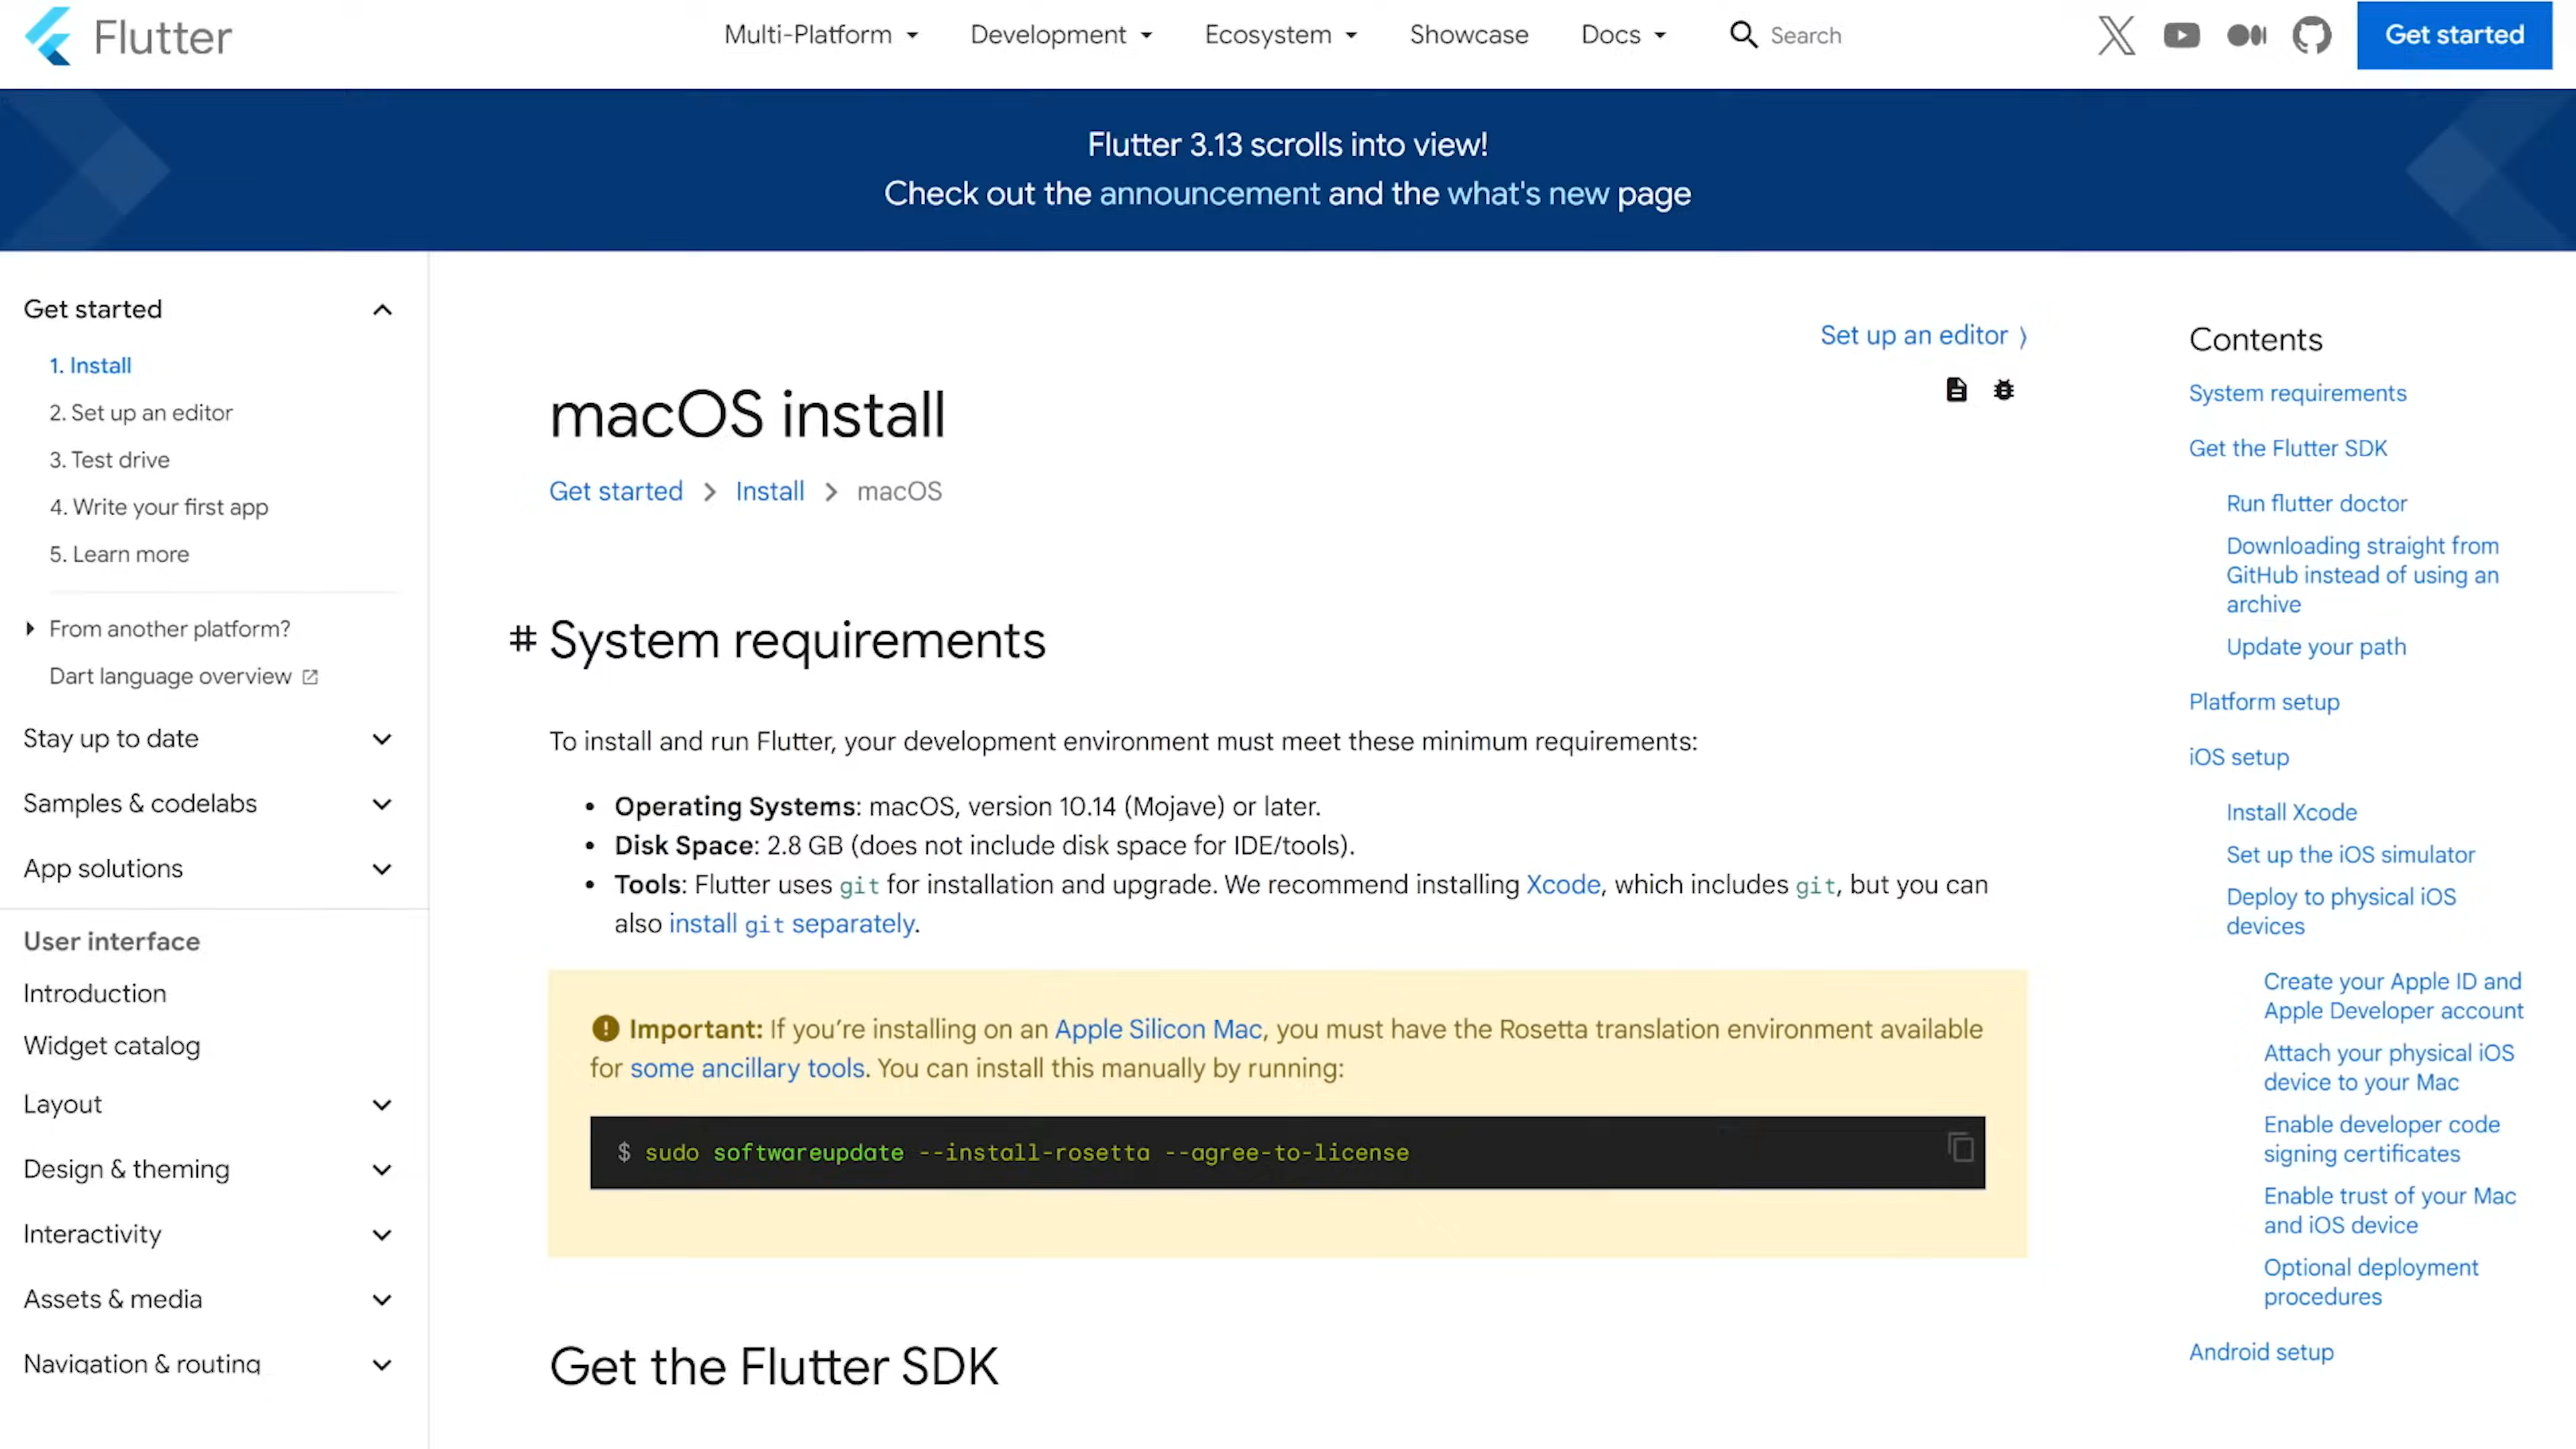 Flutter
Multi-Platform
Development
Ecosystem
Showcase
Docs
Search
Get started
Flutter 3.13 scrolls into view!
Check out the announcement and the what's new page
Get started
1. Install
2. Set up an editor
3. Test drive
4. Write your first app
5. Learn more
From another platform?
Dart language overview
Stay up to date
Samples & codelabs
App solutions
User interface
Introduction
Widget catalog
Layout
Design & theming
Interactivity
Assets & media
Navigation & routing
Set up an editor ⟩
macOS install
Get started > Install > macOS
# System requirements
To install and run Flutter, your development environment must meet these minimum requirements:
• Operating Systems: macOS, version 10.14 (Mojave) or later.
• Disk Space: 2.8 GB (does not include disk space for IDE/tools).
• Tools: Flutter uses git for installation and upgrade. We recommend installing Xcode, which includes git, but you can
also install git separately.
Important: If you’re installing on an Apple Silicon Mac, you must have the Rosetta translation environment available
for some ancillary tools. You can install this manually by running:
$ sudo softwareupdate --install-rosetta --agree-to-license
Get the Flutter SDK
Contents
System requirements
Get the Flutter SDK
Run flutter doctor
Downloading straight from
GitHub instead of using an
archive
Update your path
Platform setup
iOS setup
Install Xcode
Set up the iOS simulator
Deploy to physical iOS
devices
Create your Apple ID and
Apple Developer account
Attach your physical iOS
device to your Mac
Enable developer code
signing certificates
Enable trust of your Mac
and iOS device
Optional deployment
procedures
Android setup